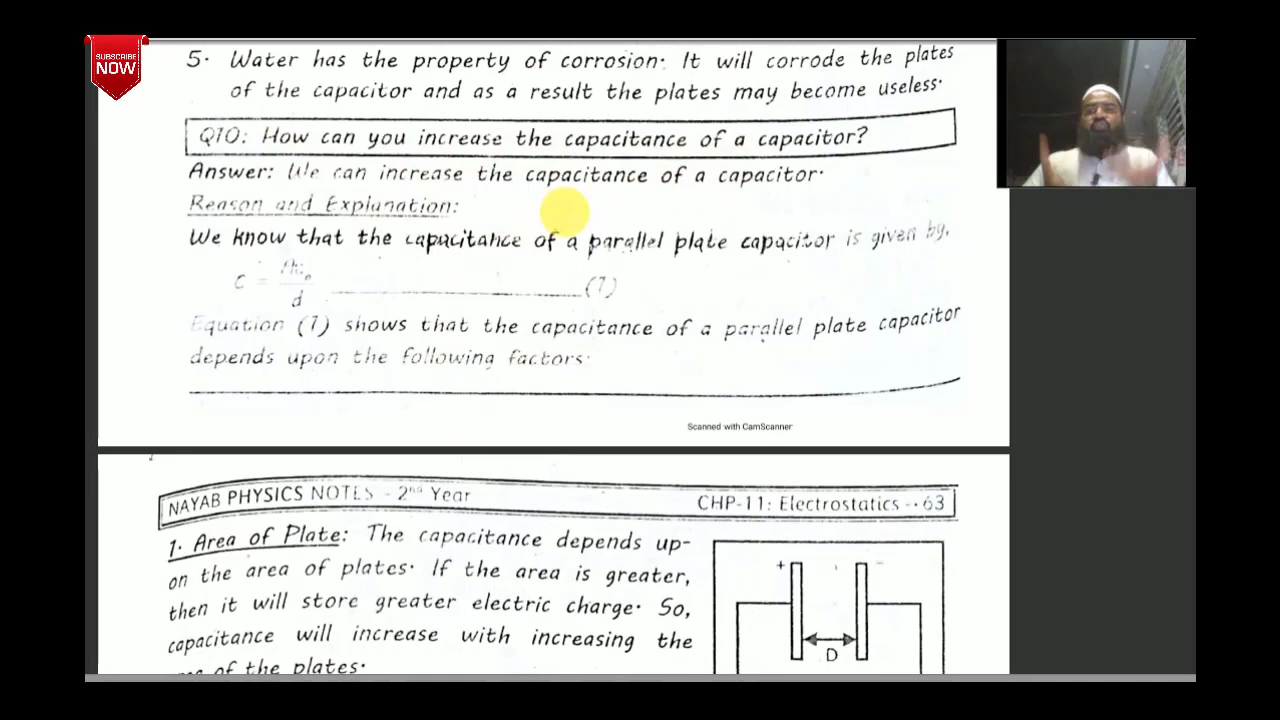 SUBSCRIBE
NOW
5. Water has the property of corrosion. It will corrode the plates
of the capacitor and as a result the plates may become useless.
Q10: How can you increase the capacitance of a capacitor?
Answer: We can increase the capacitance of a capacitor.
Reason and Explanation:
We know that the capacitance of a parallel plate capacitor is given by,
C = Aε₀/d (1)
Equation (1) shows that the capacitance of a parallel plate capacitor
depends upon the following factors.
Scanned with CamScanner
NAYAB PHYSICS NOTES - 2nd Year CHP-11: Electrostatics - 63
1. Area of Plate: The capacitance depends up-
on the area of plates. If the area is greater,
then it will store greater electric charge. So,
capacitance will increase with increasing the
of the plates.
+ -
D